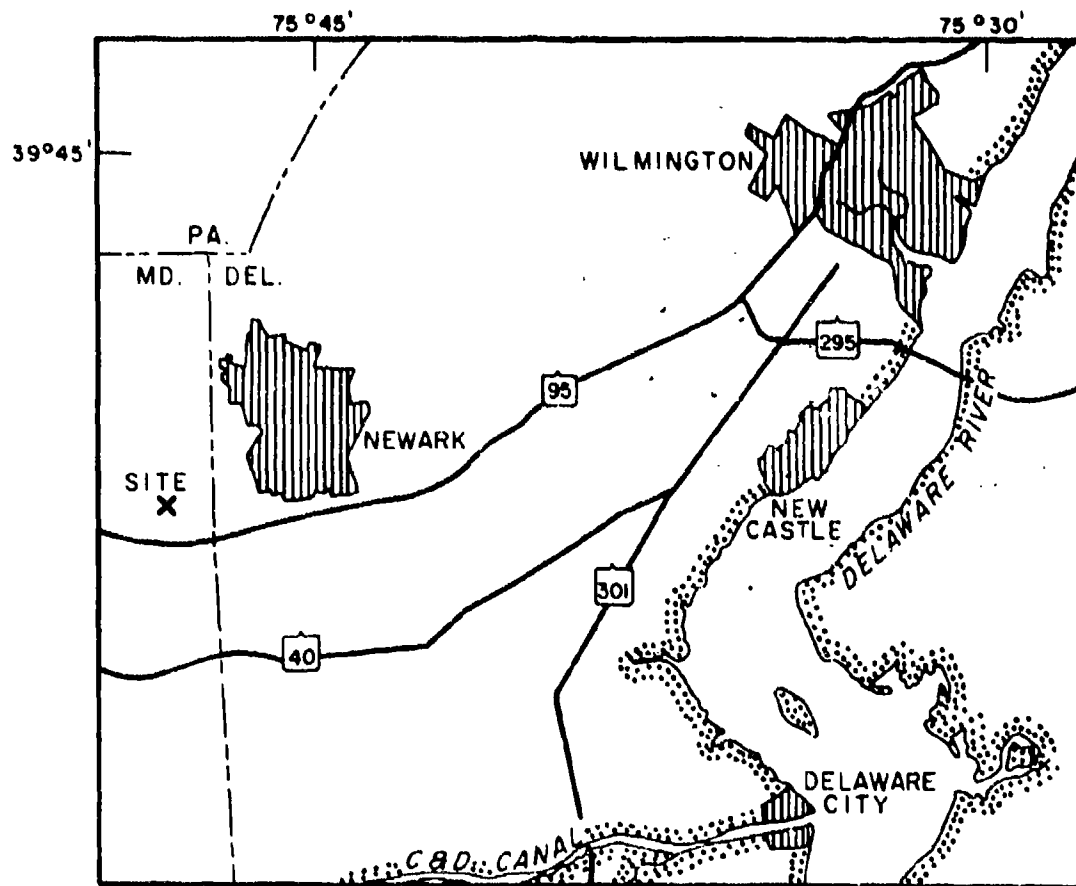 75°45'
75°30'
39°45'
WILMINGTON
PA.
MD.
DEL.
295
95
NEWARK
SITE
NEW
CASTLE
DELAWARE RIVER
301
40
DELAWARE
CITY
C&D CANAL